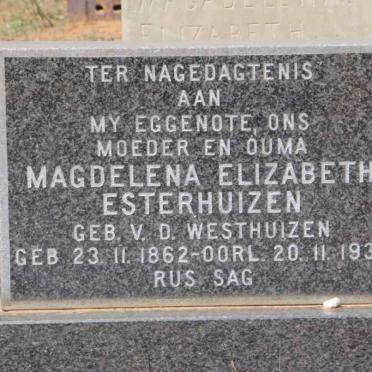 ELIZABETH
TER NAGEDAGTENIS
AAN
MY EGGENOTE, ONS
MOEDER EN OUMA
MAGDELENA ELIZABETH
ESTERHUIZEN
GEB. V. D. WESTHUIZEN
GEB 23. 11. 1862-OORL. 20. 11. 193
RUS SAG